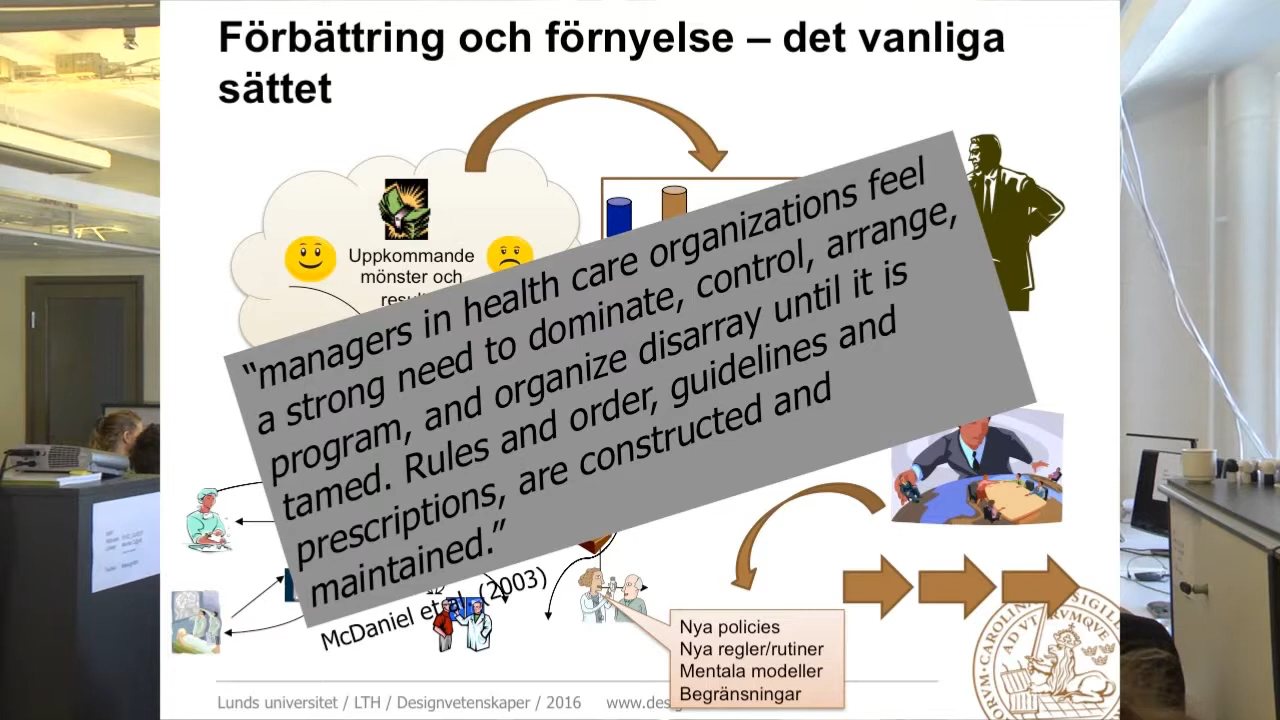 Förbättring och förnyelse – det vanliga
sättet
Uppkommande
mönster och
“managers in health care organizations feel
a strong need to dominate, control, arrange,
program, and organize disarray until it is
tamed. Rules and order, guidelines and
prescriptions, are constructed and
maintained.”
McDaniel et al. (2003)
Nya policies
Nya regler/rutiner
Mentala modeller
Begränsningar
Lunds universitet / LTH / Designvetenskaper / 2016 www.des